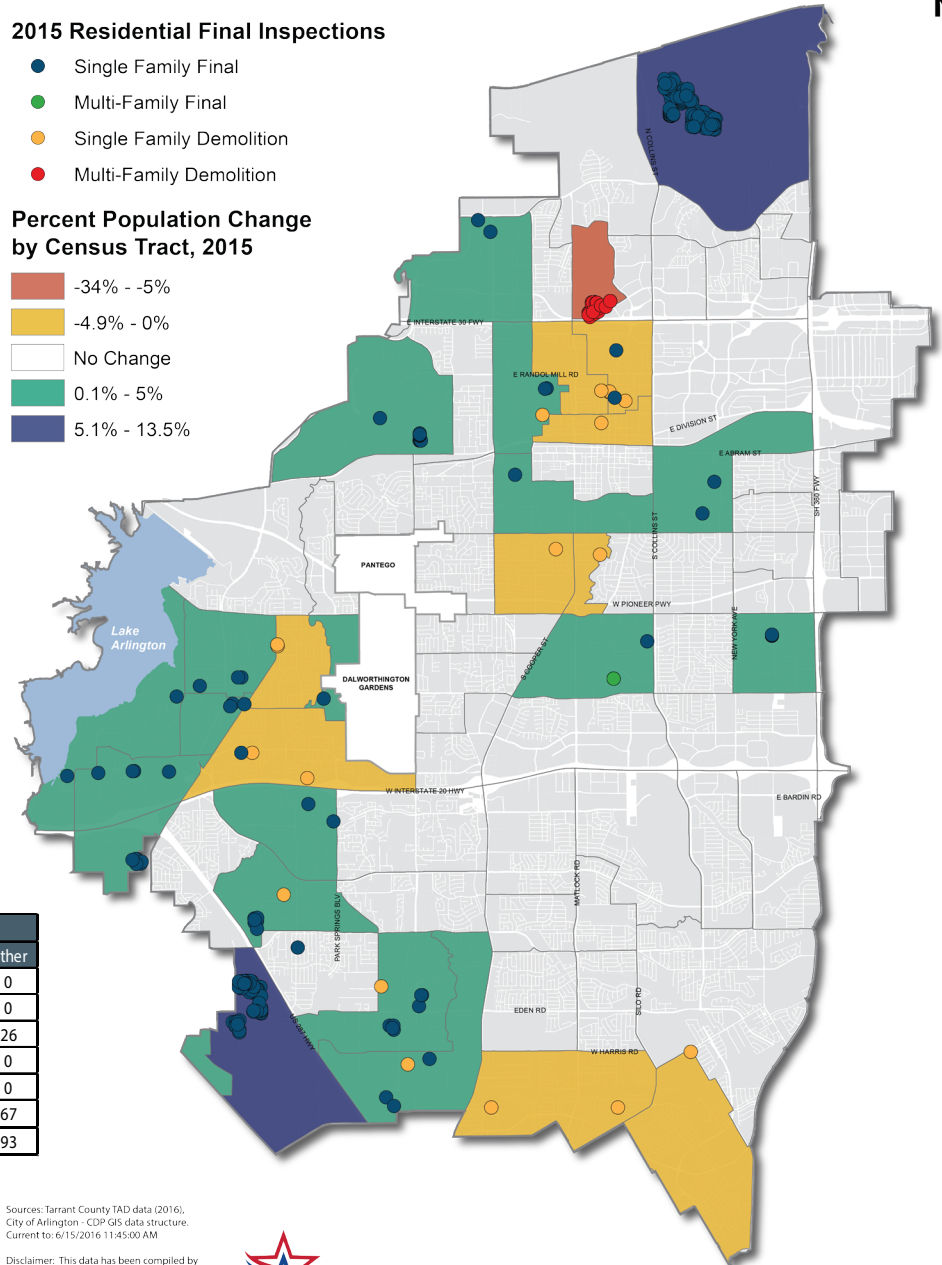 2015 Residential Final Inspections
Single Family Final
Multi-Family Final
Single Family Demolition
Multi-Family Demolition
Percent Population Change
by Census Tract, 2015
-34% - -5%
-4.9% - 0%
No Change
0.1% - 5%
5.1% - 13.5%
N COLLINS ST
E INTERSTATE 30 FWY
E RANDOL MILL RD
E DIVISION ST
E ABRAM ST
SH 360 FWY
S COLLINS ST
PANTEGO
W PIONEER PWY
NEW YORK AVE
S COOPER ST
Lake
Arlington
DALWORTHINGTON
GARDENS
W INTERSTATE 20 HWY
E BARDIN RD
MATLOCK RD
PARK SPRINGS BLV
SILO RD
EDEN RD
US 287 HWY
W HARRIS RD
ther
0
0
26
0
0
67
93
Sources: Tarrant County TAD data (2016),
City of Arlington - CDP GIS data structure.
Current to: 6/15/2016 11:45:00 AM
Disclaimer: This data has been compiled by